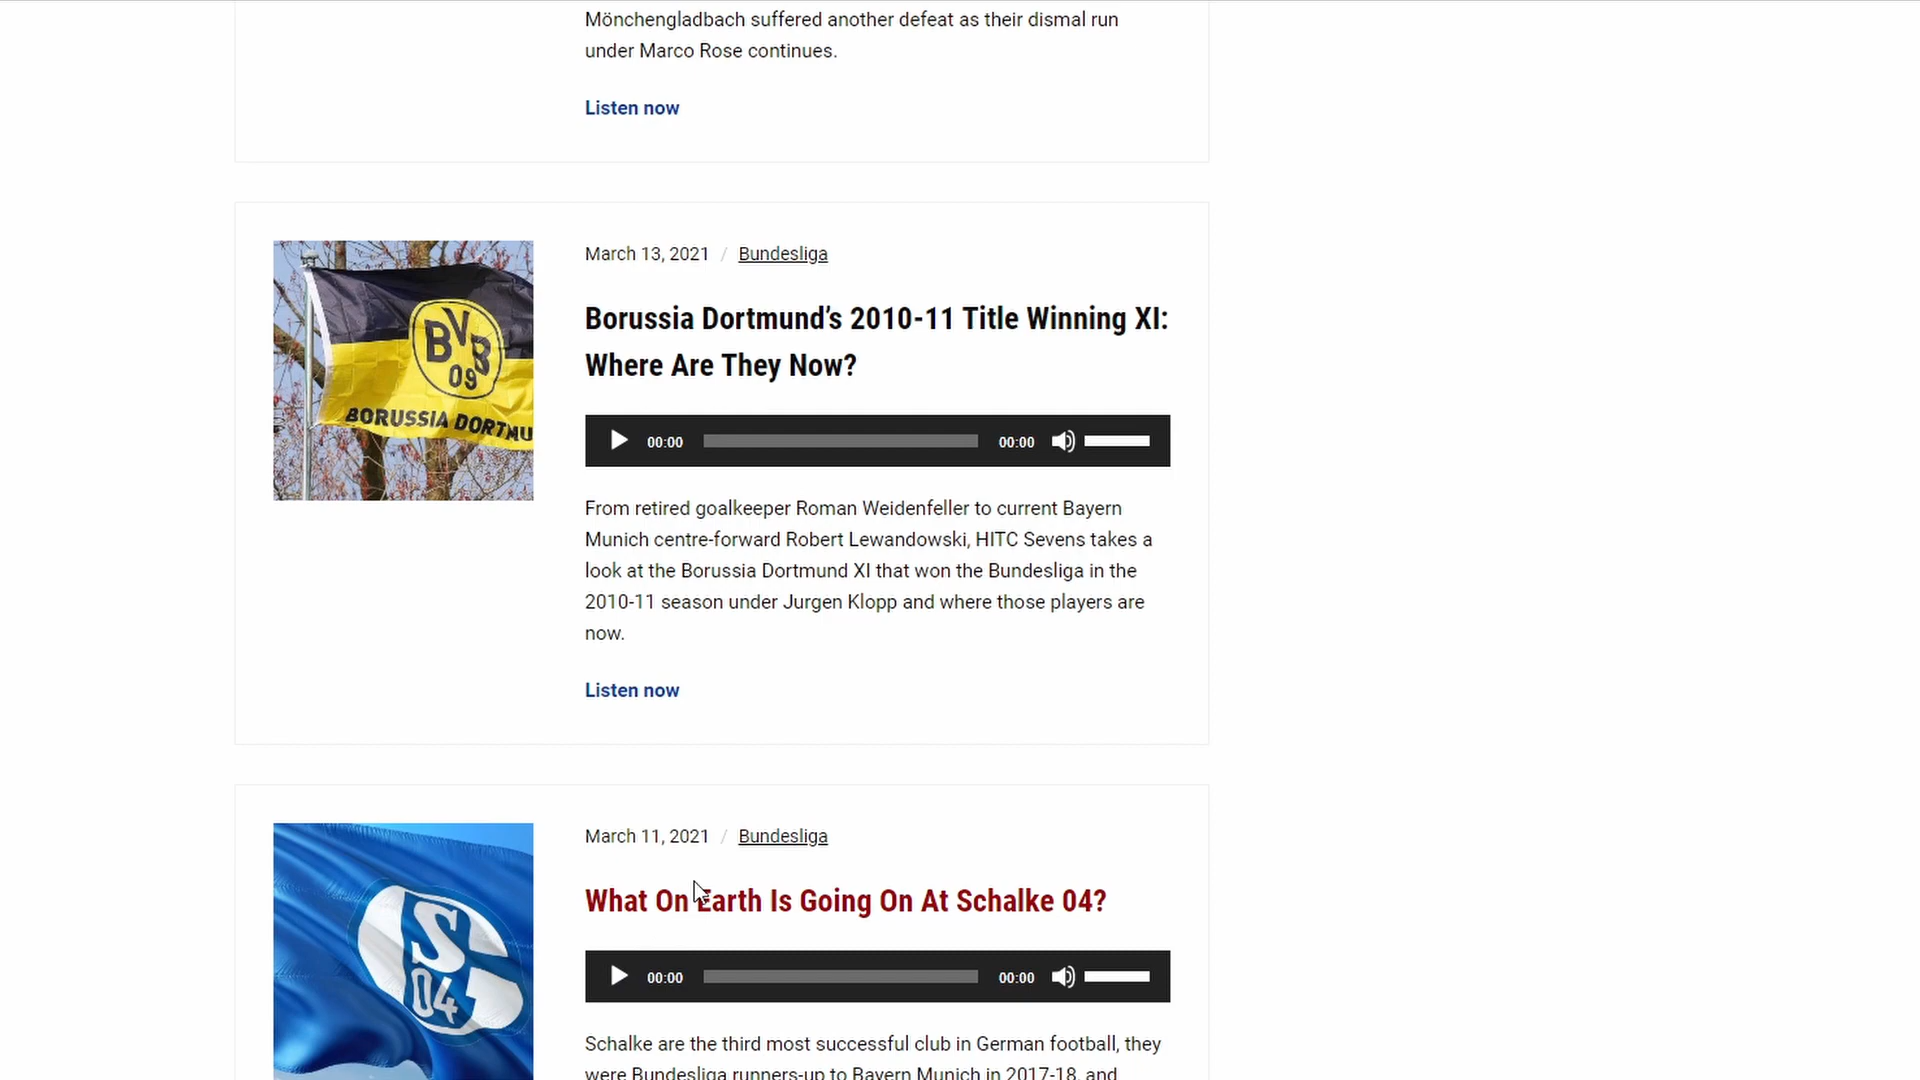 Mönchengladbach suffered another defeat as their dismal run
under Marco Rose continues.
Listen now
March 13, 2021 / Bundesliga
Borussia Dortmund's 2010-11 Title Winning XI:
Where Are They Now?
BVB
09
BORUSSIA DORTMU
00:00 00:00
From retired goalkeeper Roman Weidenfeller to current Bayern
Munich centre-forward Robert Lewandowski, HITC Sevens takes a
look at the Borussia Dortmund XI that won the Bundesliga in the
2010-11 season under Jurgen Klopp and where those players are
now.
Listen now
March 11, 2021 / Bundesliga
What On Earth Is Going On At Schalke 04?
S
04
00:00 00:00
Schalke are the third most successful club in German football, they
were Bundesliga runners-up to Bayern Munich in 2017-18, and